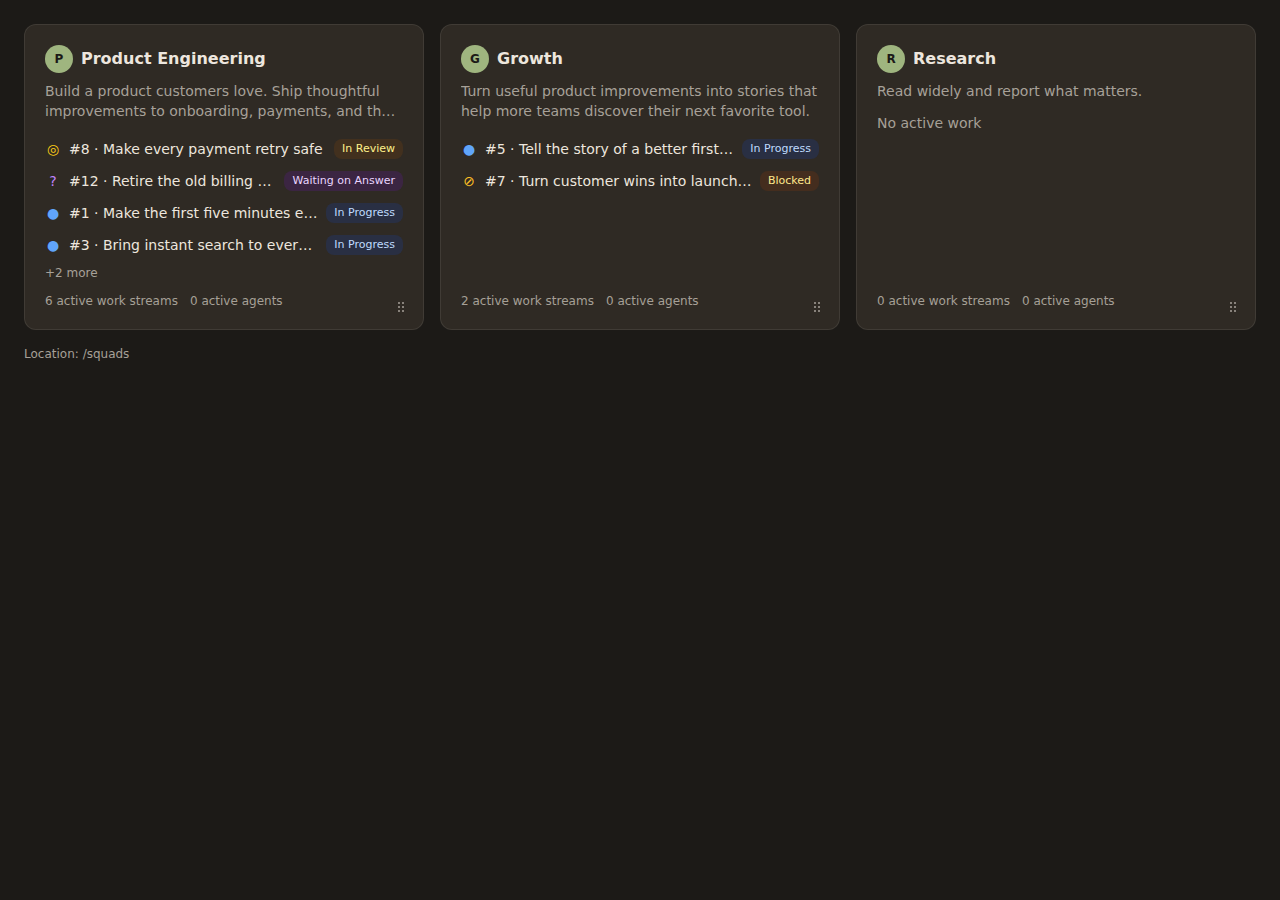 P Product Engineering
Build a product customers love. Ship thoughtful
improvements to onboarding, payments, and th…
◎ #8 · Make every payment retry safe In Review
? #12 · Retire the old billing … Waiting on Answer
#1 · Make the first five minutes e… In Progress
#3 · Bring instant search to ever… In Progress
+2 more
6 active work streams 0 active agents
G Growth
Turn useful product improvements into stories that
help more teams discover their next favorite tool.
#5 · Tell the story of a better first… In Progress
⊘ #7 · Turn customer wins into launch… Blocked
2 active work streams 0 active agents
R Research
Read widely and report what matters.
No active work
0 active work streams 0 active agents
Location: /squads